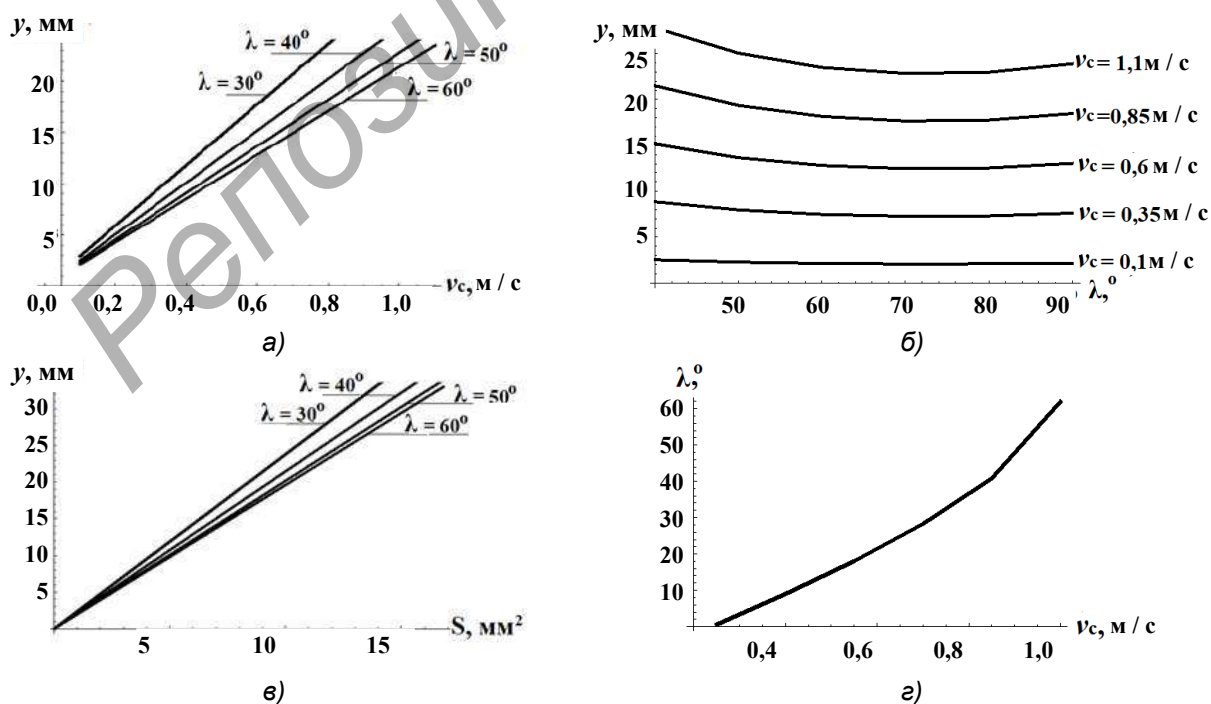 Репози
y, мм
20
15
10
5
0,0 0,2 0,4 0,6 0,8 1,0
λ = 30°
λ = 40°
λ = 50°
λ = 60°
vc, м / с
а)
y, мм
25
20
15
10
5
50 60 70 80 90
λ,°
vc = 1,1м / с
vc =0,85м / с
vc = 0,6 м / с
vc = 0,35м / с
vc = 0,1м / с
б)
y, мм
30
25
20
15
10
5
5 10 15
λ = 40°
λ = 30°
λ = 50°
λ = 60°
S, мм²
в)
λ,°
60
50
40
30
20
10
0,4 0,6 0,8 1,0
vc, м / с
г)